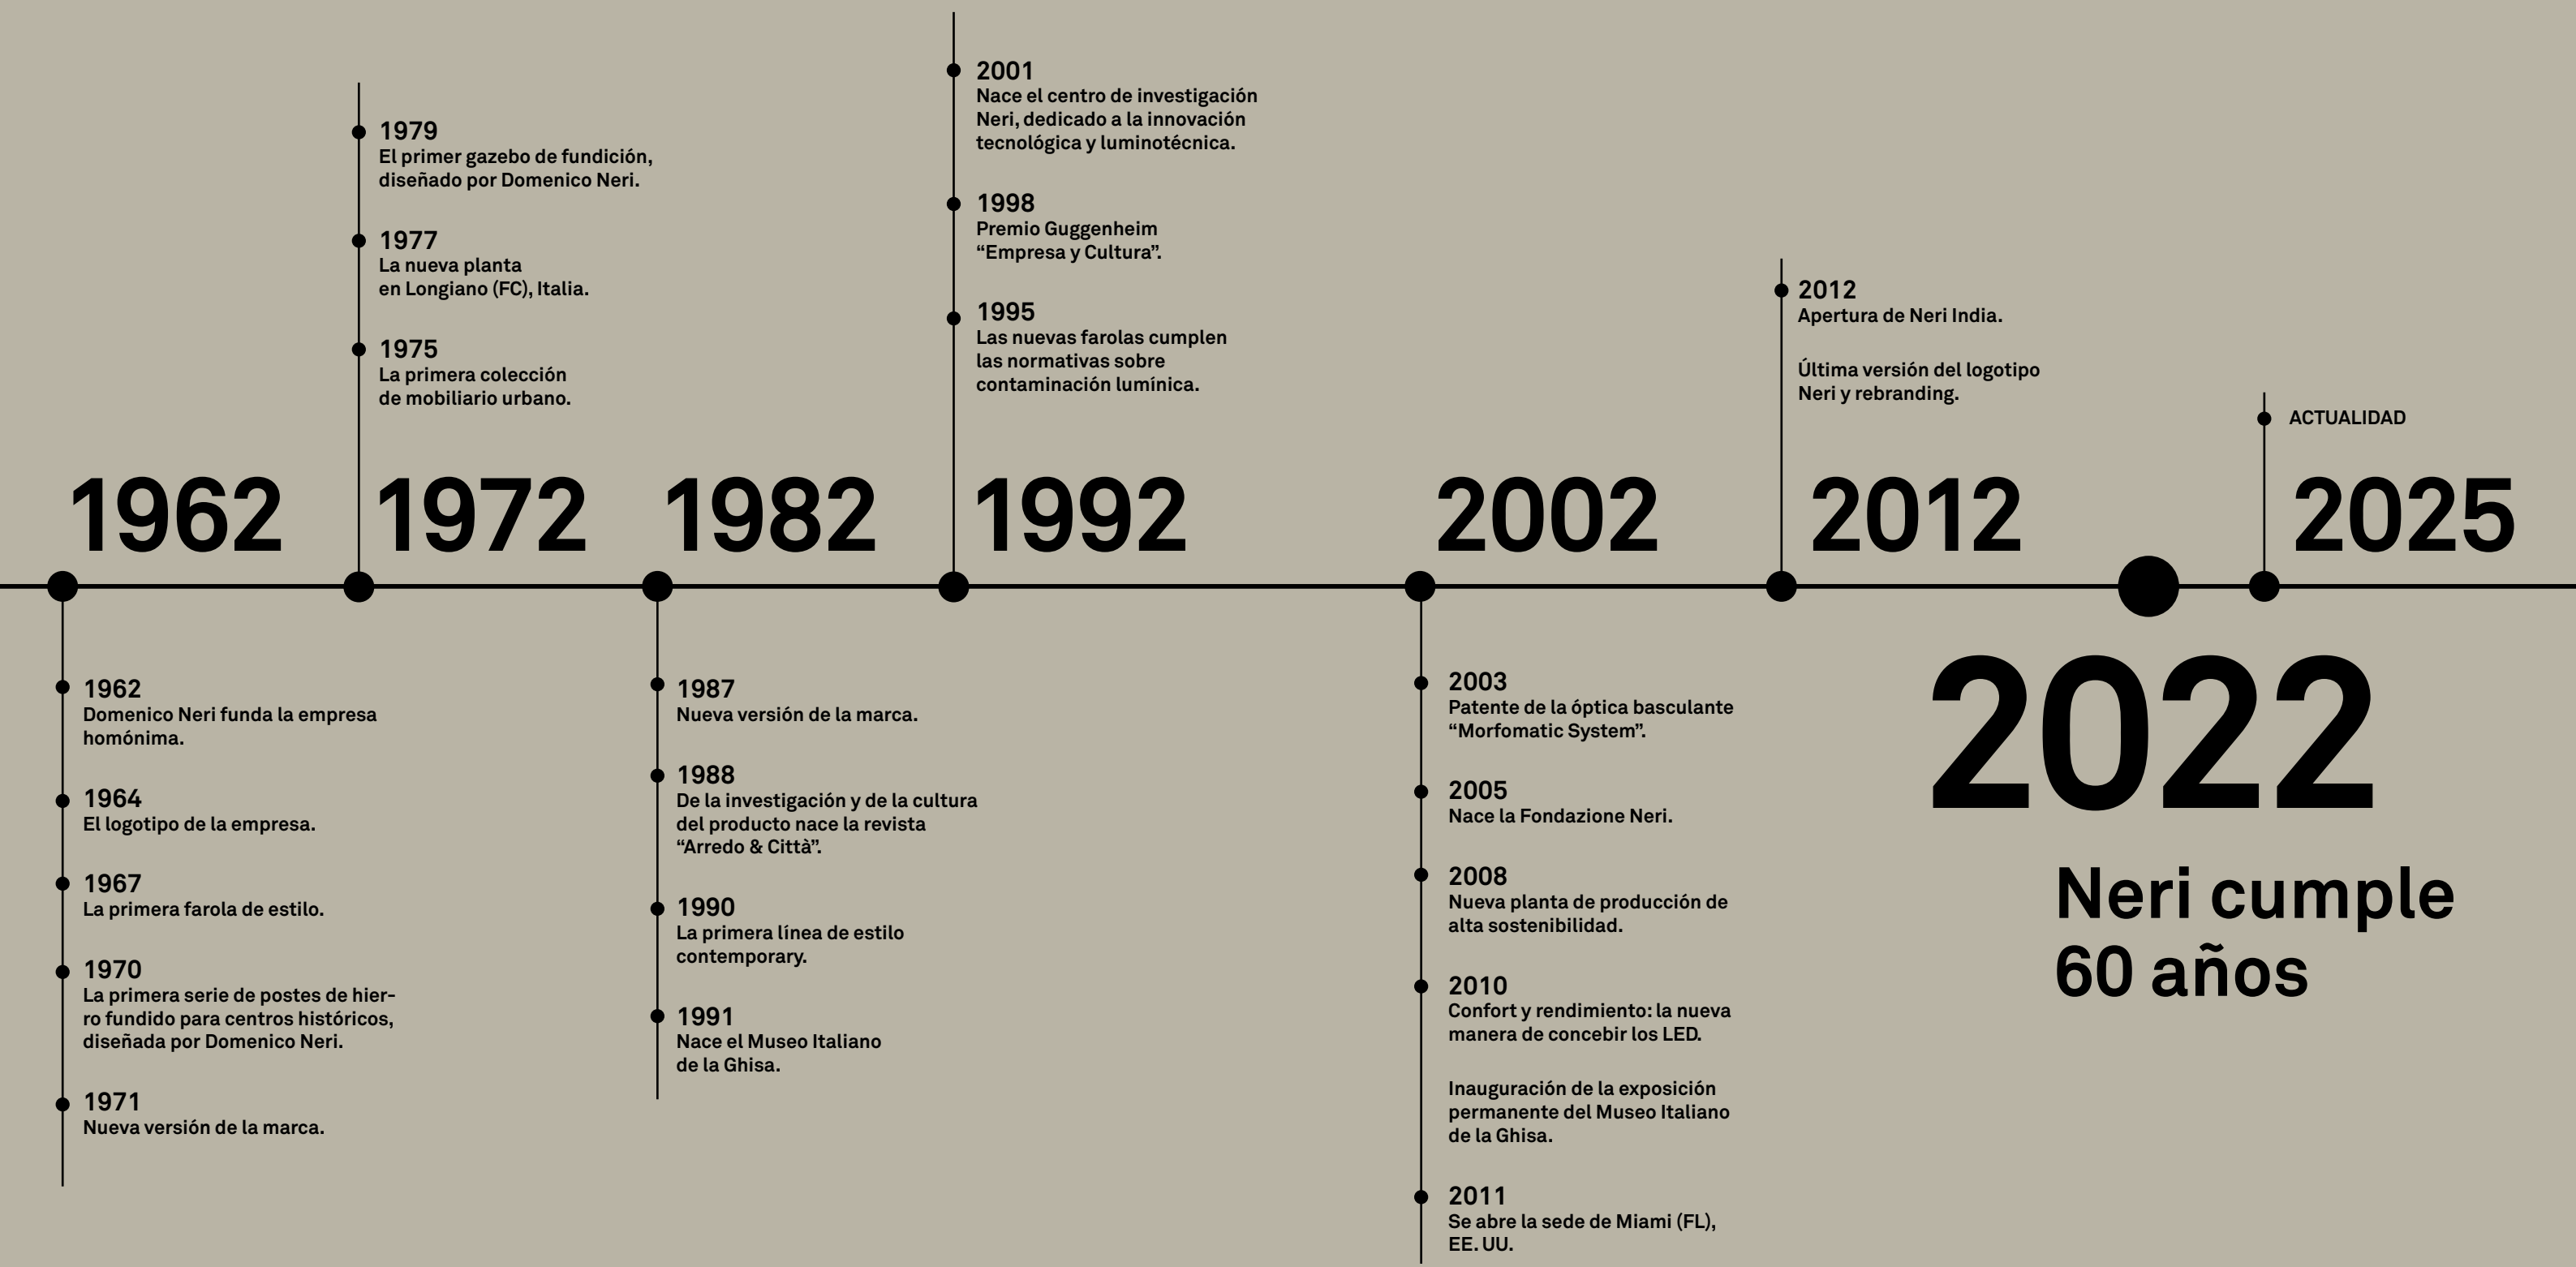 2001
Nace el centro de investigación
Neri, dedicado a la innovación
tecnológica y luminotécnica.
1979
El primer gazebo de fundición,
diseñado por Domenico Neri.
1998
Premio Guggenheim
“Empresa y Cultura”.
1977
La nueva planta
en Longiano (FC), Italia.
1995
Las nuevas farolas cumplen
las normativas sobre
contaminación lumínica.
2012
Apertura de Neri India.
Última versión del logotipo
Neri y rebranding.
1975
La primera colección
de mobiliario urbano.
ACTUALIDAD
1962
1972
1982
1992
2002
2012
2025
1962
Domenico Neri funda la empresa
homónima.
1964
El logotipo de la empresa.
1967
La primera farola de estilo.
1970
La primera serie de postes de hier-
ro fundido para centros históricos,
diseñada por Domenico Neri.
1971
Nueva versión de la marca.
1987
Nueva versión de la marca.
1988
De la investigación y de la cultura
del producto nace la revista
“Arredo & Città”.
1990
La primera línea de estilo
contemporary.
1991
Nace el Museo Italiano
de la Ghisa.
2003
Patente de la óptica basculante
“Morfomatic System”.
2005
Nace la Fondazione Neri.
2008
Nueva planta de producción de
alta sostenibilidad.
2010
Confort y rendimiento: la nueva
manera de concebir los LED.
Inauguración de la exposición
permanente del Museo Italiano
de la Ghisa.
2011
Se abre la sede de Miami (FL),
EE. UU.
2022
Neri cumple
60 años